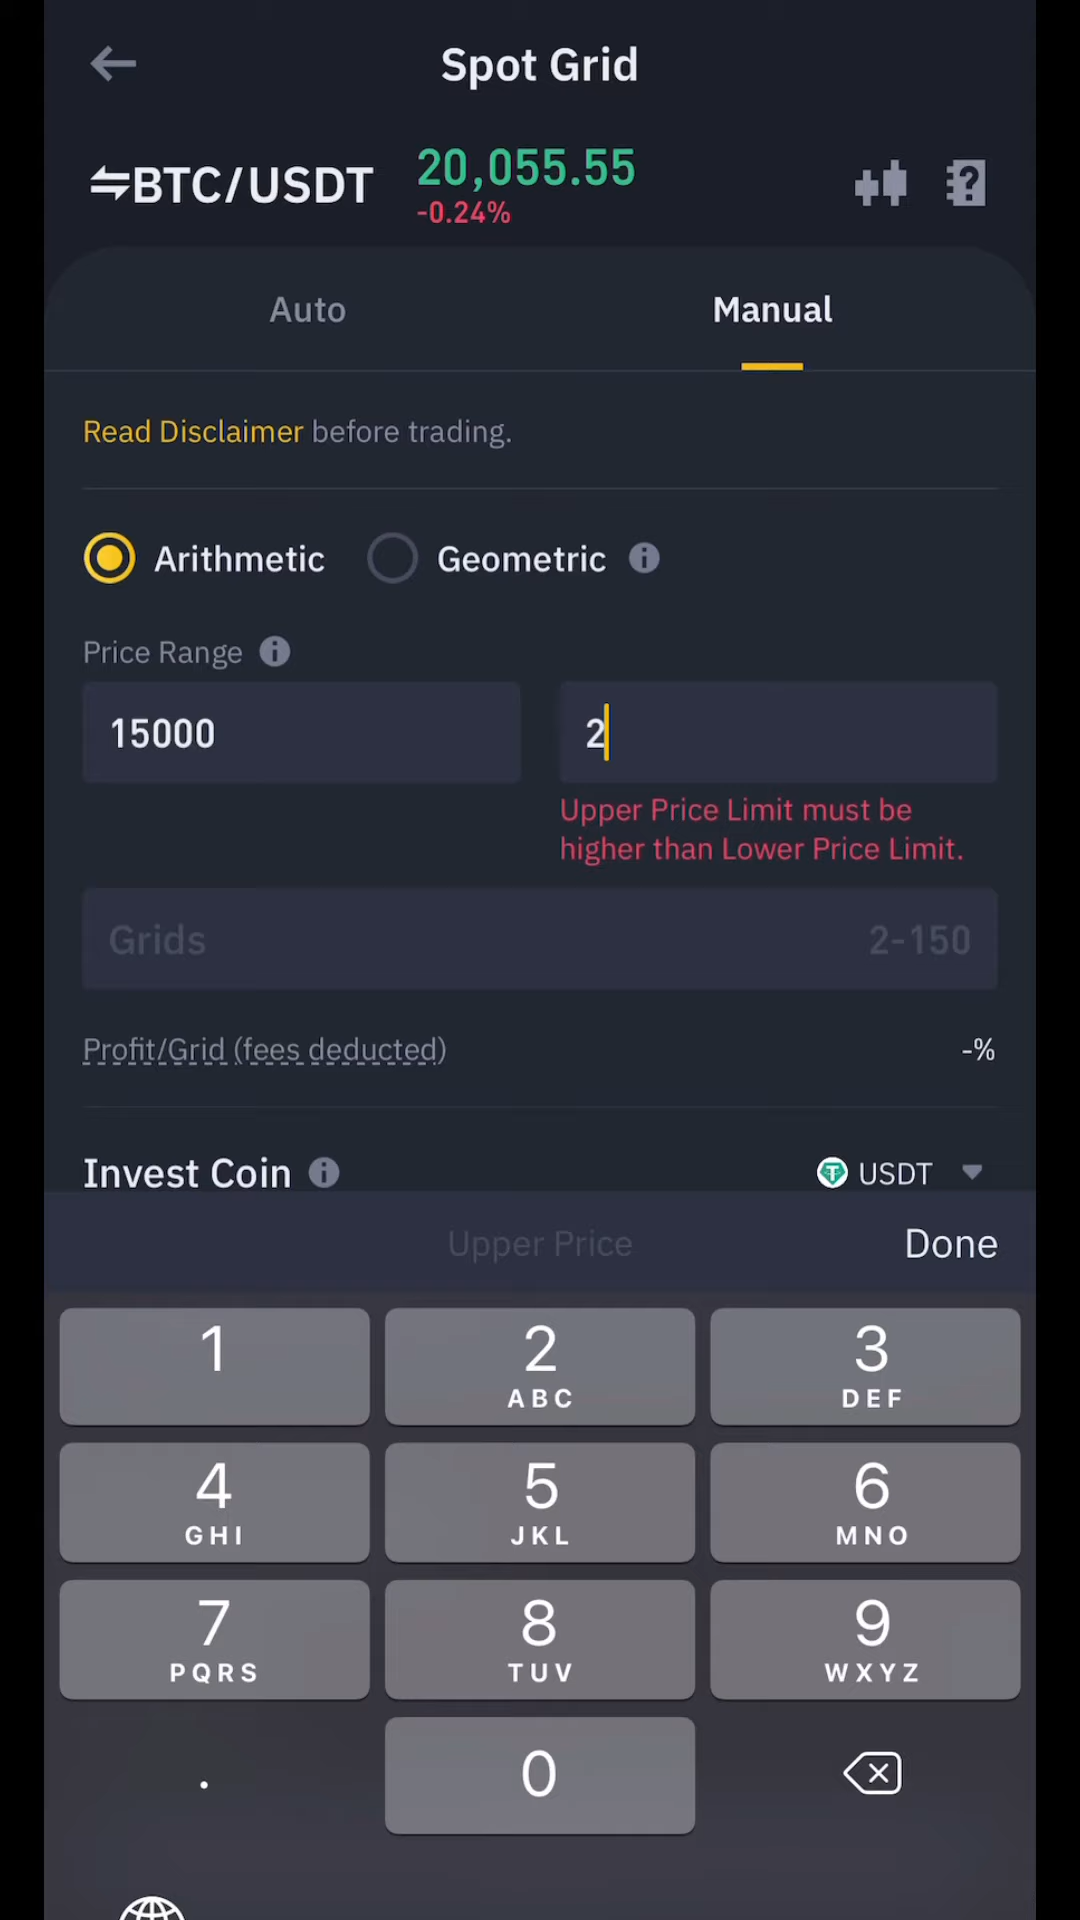 Spot Grid
BTC/USDT
20,055.55
-0.24%
Auto
Manual
Read Disclaimer before trading.
Arithmetic
Geometric
Price Range
15000
2
Upper Price Limit must be
higher than Lower Price Limit.
Grids
2-150
Profit/Grid (fees deducted)
-%
Invest Coin
USDT
Upper Price
Done
1
2
ABC
3
DEF
4
GHI
5
JKL
6
MNO
7
PQRS
8
TUV
9
WXYZ
.
0